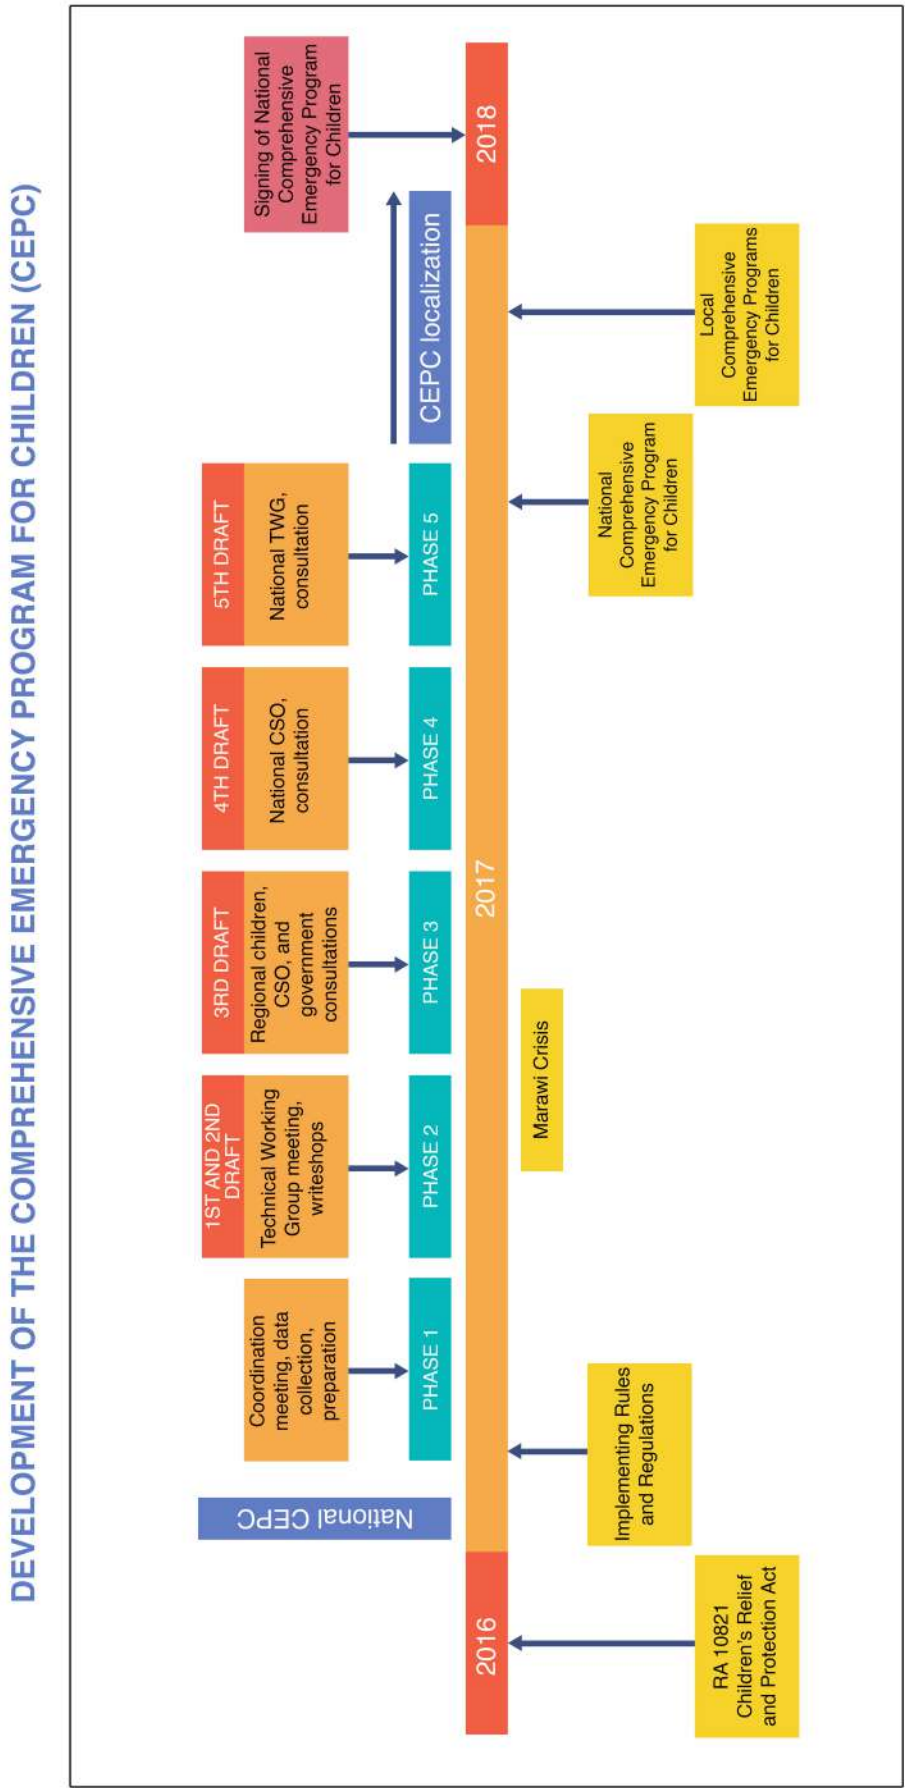 DEVELOPMENT OF THE COMPREHENSIVE EMERGENCY PROGRAM FOR CHILDREN (CEPC)
National CEPC
Coordination
meeting, data
collection,
preparation
PHASE 1
1ST AND 2ND
DRAFT
Technical Working
Group meeting,
writeshops
PHASE 2
3RD DRAFT
Regional children,
CSO, and
government
consultations
PHASE 3
4TH DRAFT
National CSO,
consultation
PHASE 4
5TH DRAFT
National TWG,
consultation
PHASE 5
CEPC localization
Signing of National
Comprehensive
Emergency Program
for Children
2016
2017
2018
RA 10821
Children's Relief
and Protection Act
Implementing Rules
and Regulations
Marawi Crisis
National
Comprehensive
Emergency Program
for Children
Local
Comprehensive
Emergency Programs
for Children